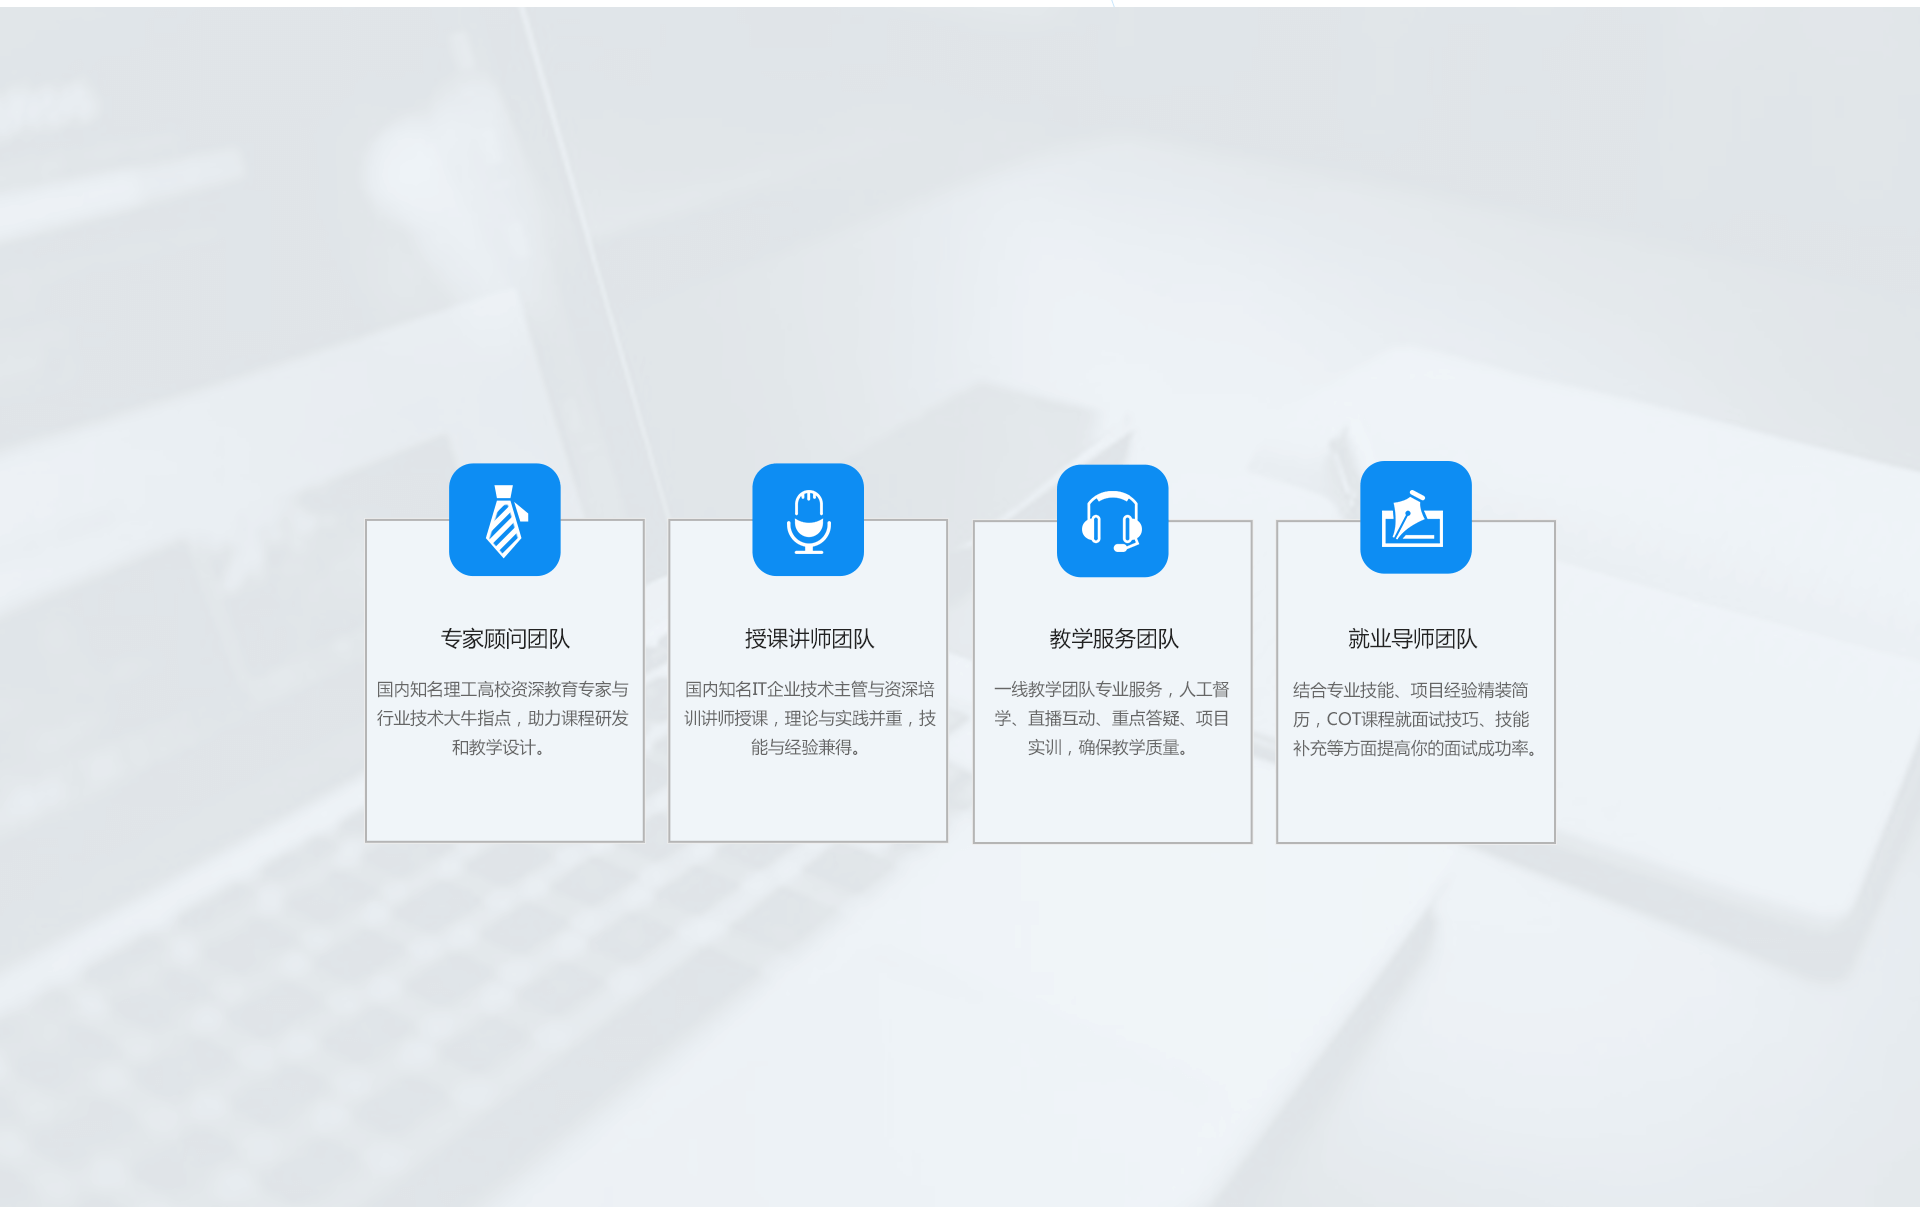 专家顾问团队
国内知名理工高校资深教育专家与
行业技术大牛指点，助力课程研发
和教学设计。
授课讲师团队
国内知名IT企业技术主管与资深培
训讲师授课，理论与实践并重，技
能与经验兼得。
教学服务团队
一线教学团队专业服务，人工督
学、直播互动、重点答疑、项目
实训，确保教学质量。
就业导师团队
结合专业技能、项目经验精装简
历，COT课程就面试技巧、技能
补充等方面提高你的面试成功率。